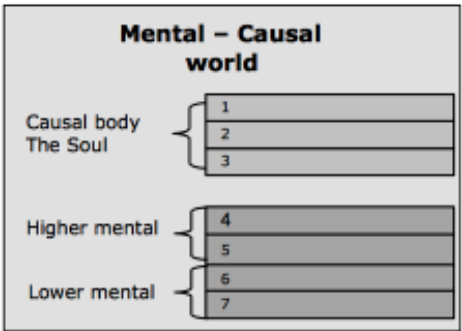 Mental – Causal
world
Causal body
The Soul
1
2
3
Higher mental
4
5
Lower mental
6
7